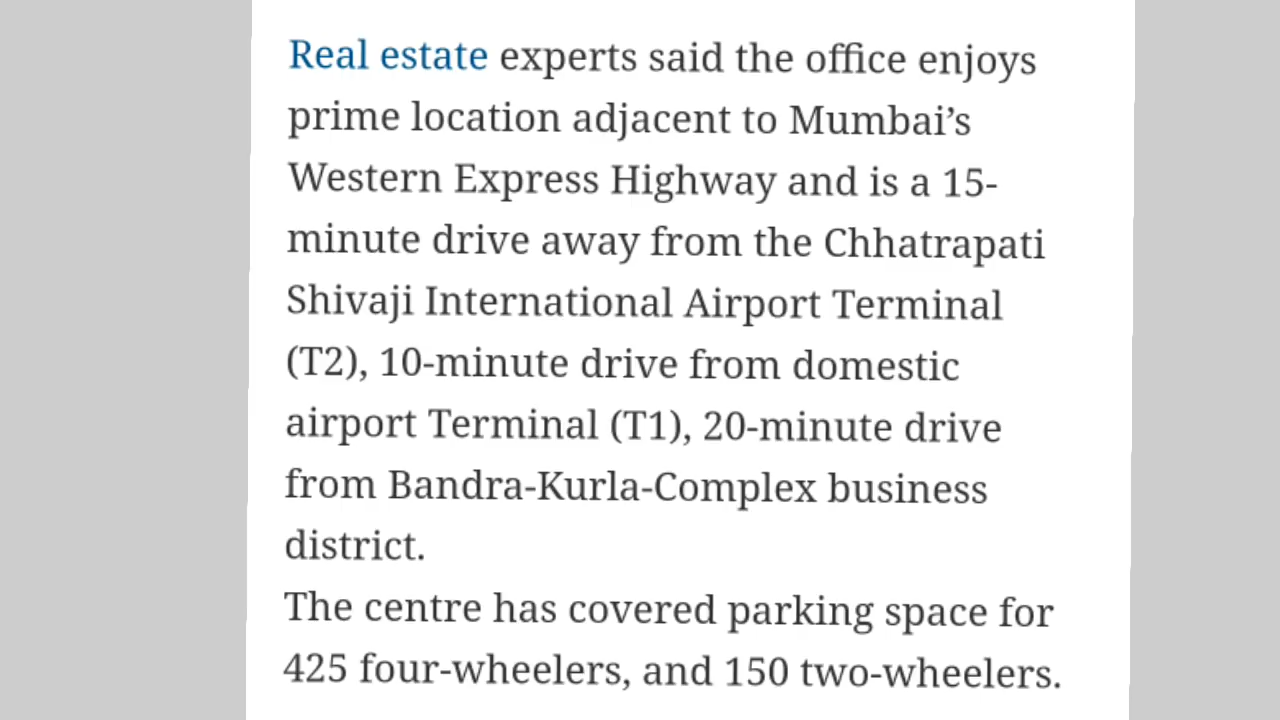 Real estate experts said the office enjoys
prime location adjacent to Mumbai’s
Western Express Highway and is a 15-
minute drive away from the Chhatrapati
Shivaji International Airport Terminal
(T2), 10-minute drive from domestic
airport Terminal (T1), 20-minute drive
from Bandra-Kurla-Complex business
district.
The centre has covered parking space for
425 four-wheelers, and 150 two-wheelers.